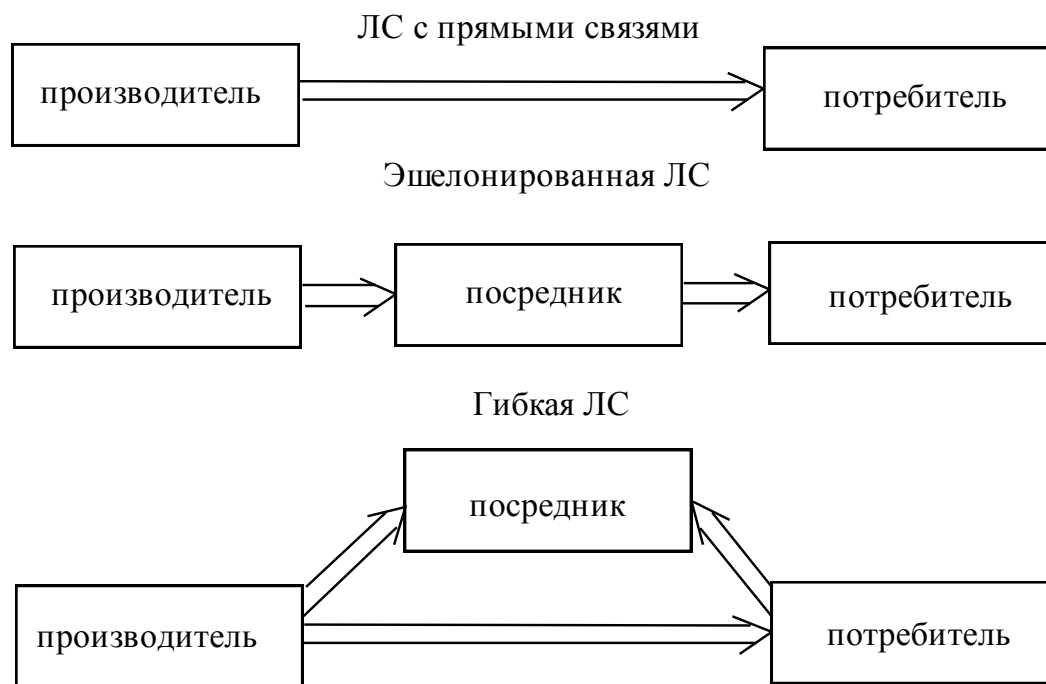 ЛС с прямыми связями
производитель
потребитель
Эшелонированная ЛС
производитель
посредник
потребитель
Гибкая ЛС
посредник
производитель
потребитель